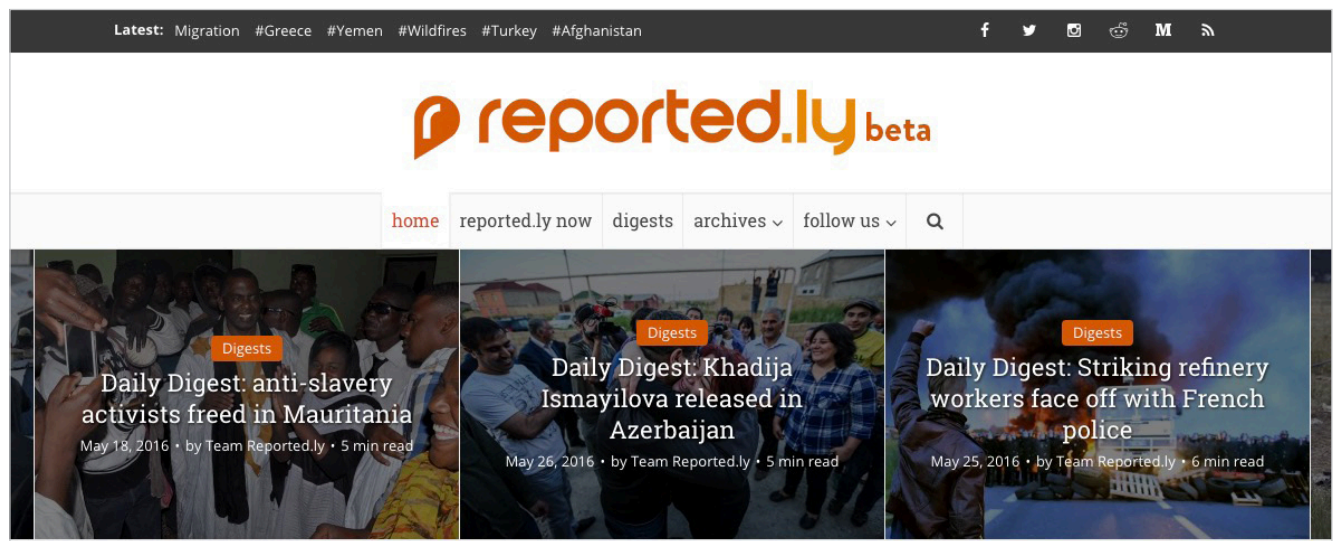 Latest: Migration #Greece #Yemen #Wildfires #Turkey #Afghanistan
reported.ly beta
home reported.ly now digests archives follow us
Digests
Daily Digest: anti-slavery
activists freed in Mauritania
May 18, 2016 • by Team Reported.ly • 5 min read
Digests
Daily Digest: Khadija
Ismayilova released in
Azerbaijan
May 26, 2016 • by Team Reported.ly • 5 min read
Digests
Daily Digest: Striking refinery
workers face off with French
police
May 25, 2016 • by Team Reported.ly • 6 min read